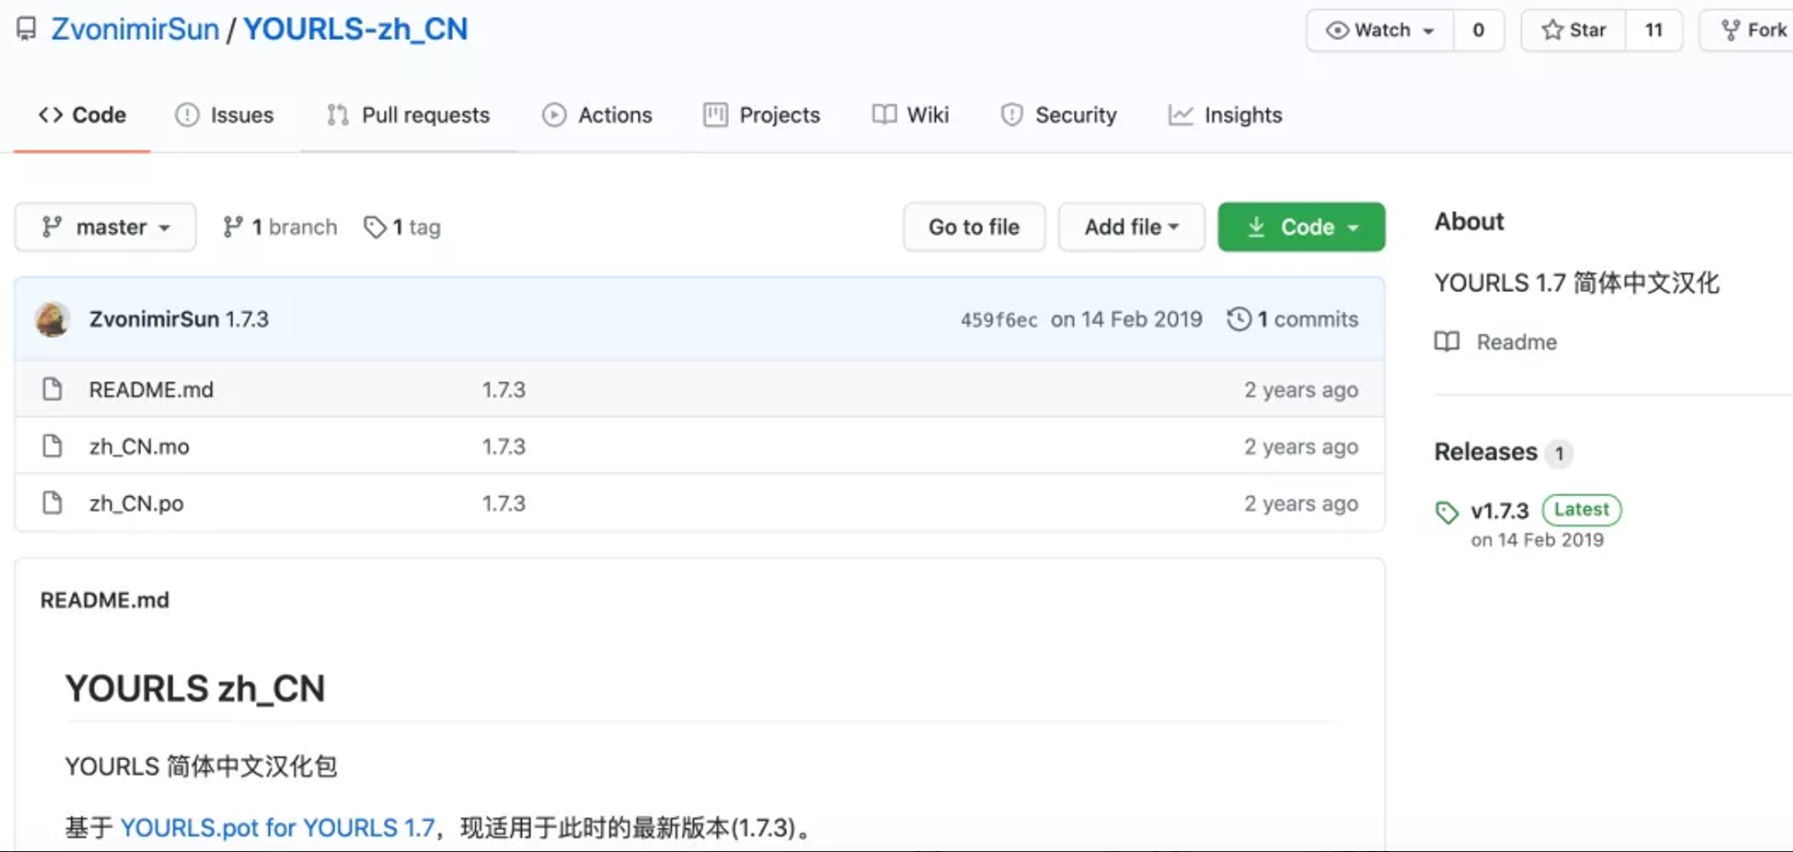 ZvonimirSun / YOURLS-zh_CN
Watch 0 Star 11 Fork
Code Issues Pull requests Actions Projects Wiki Security Insights
master 1 branch 1 tag Go to file Add file Code
ZvonimirSun 1.7.3 459f6ec on 14 Feb 2019 1 commits
README.md 1.7.3 2 years ago
zh_CN.mo 1.7.3 2 years ago
zh_CN.po 1.7.3 2 years ago
README.md
YOURLS zh_CN
YOURLS 简体中文汉化包
基于 YOURLS.pot for YOURLS 1.7，现适用于此时的最新版本(1.7.3)。
About
YOURLS 1.7 简体中文汉化
Readme
Releases 1
v1.7.3 Latest
on 14 Feb 2019